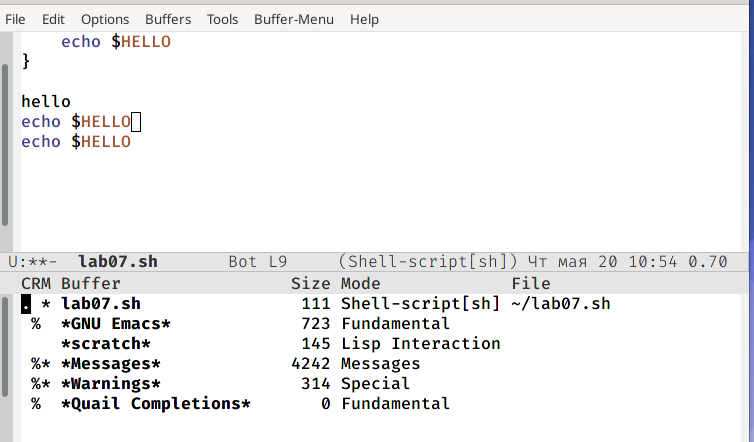 File Edit Options Buffers Tools Buffer-Menu Help
    echo $HELLO
}

hello
echo $HELLO
echo $HELLO
U:**-  lab07.sh       Bot L9     (Shell-script[sh]) Чт мая 20 10:54 0.70
CRM Buffer                 Size Mode             File
. * lab07.sh                111 Shell-script[sh] ~/lab07.sh
 %  *GNU Emacs*             723 Fundamental
    *scratch*               145 Lisp Interaction
 %* *Messages*             4242 Messages
 %* *Warnings*              314 Special
 %  *Quail Completions*       0 Fundamental